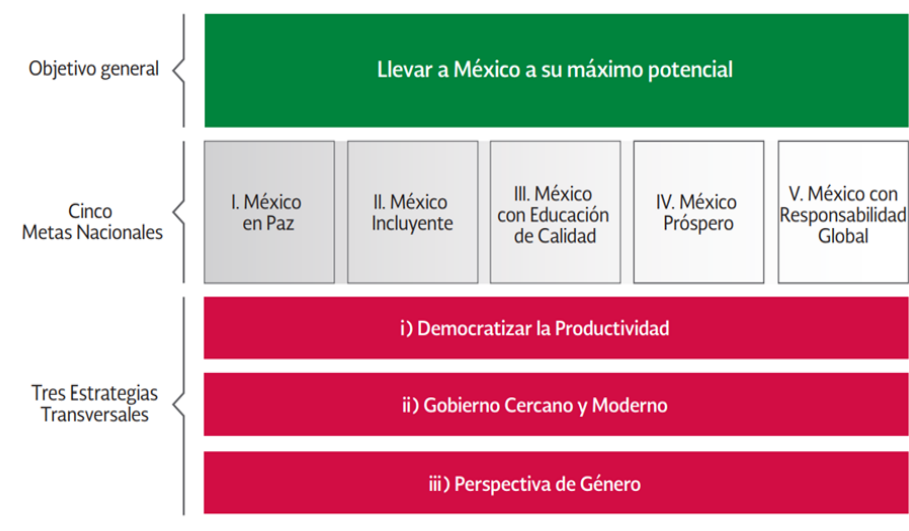 Objetivo general
Llevar a México a su máximo potencial
Cinco
Metas Nacionales
I. México
en Paz
II. México
Incluyente
III. México
con Educación
de Calidad
IV. México
Próspero
V. México con
Responsabilidad
Global
Tres Estrategias
Transversales
i) Democratizar la Productividad
ii) Gobierno Cercano y Moderno
iii) Perspectiva de Género